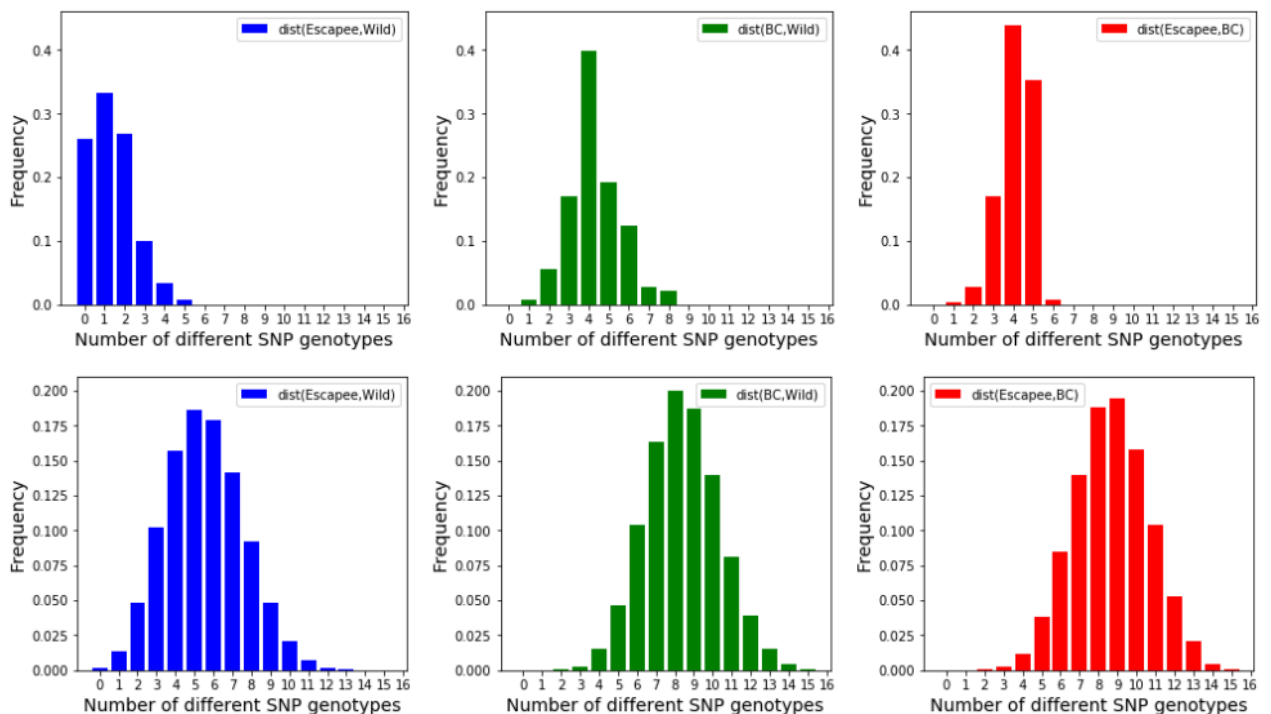 dist(Escapee,Wild)
Frequency
0.4
0.3
0.2
0.1
0.0
0 1 2 3 4 5 6 7 8 9 10 11 12 13 14 15 16
Number of different SNP genotypes
dist(BC,Wild)
Frequency
0.4
0.3
0.2
0.1
0.0
0 1 2 3 4 5 6 7 8 9 10 11 12 13 14 15 16
Number of different SNP genotypes
dist(Escapee,BC)
Frequency
0.4
0.3
0.2
0.1
0.0
0 1 2 3 4 5 6 7 8 9 10 11 12 13 14 15 16
Number of different SNP genotypes
dist(Escapee,Wild)
Frequency
0.200
0.175
0.150
0.125
0.100
0.075
0.050
0.025
0.000
0 1 2 3 4 5 6 7 8 9 10 11 12 13 14 15 16
Number of different SNP genotypes
dist(BC,Wild)
Frequency
0.200
0.175
0.150
0.125
0.100
0.075
0.050
0.025
0.000
0 1 2 3 4 5 6 7 8 9 10 11 12 13 14 15 16
Number of different SNP genotypes
dist(Escapee,BC)
Frequency
0.200
0.175
0.150
0.125
0.100
0.075
0.050
0.025
0.000
0 1 2 3 4 5 6 7 8 9 10 11 12 13 14 15 16
Number of different SNP genotypes